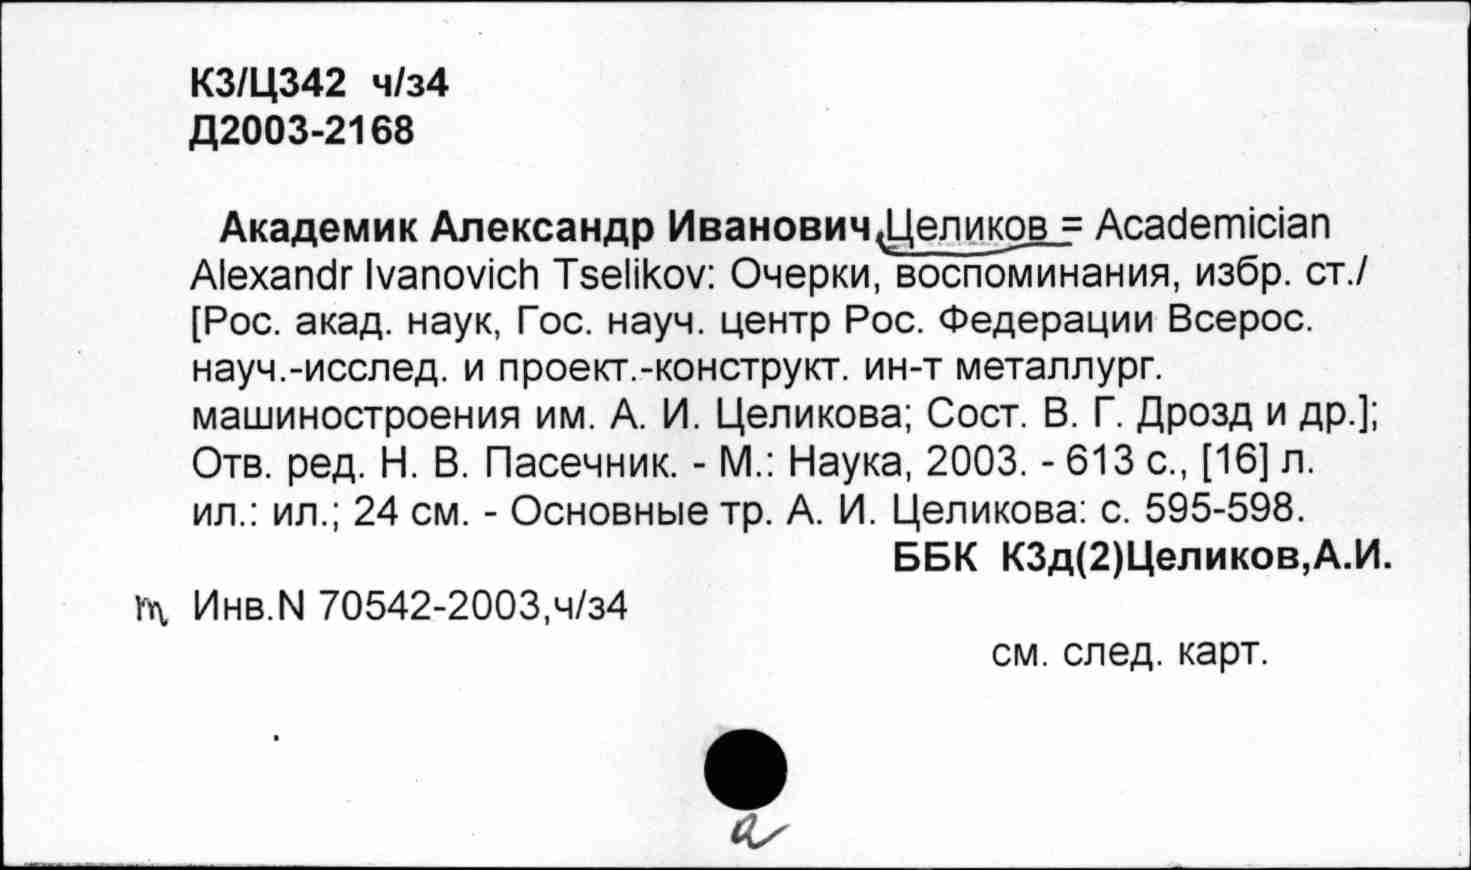 К3/Ц342 ч/з4
Д2003-2168
Академик Александр Иванович Целиков = Academician
Alexandr Ivanovich Tselikov: Очерки, воспоминания, избр. ст./
[Рос. акад. наук, Гос. науч. центр Рос. Федерации Всерос.
науч.-исслед. и проект.-конструкт. ин-т металлург.
машиностроения им. А. И. Целикова; Сост. В. Г. Дрозд и др.];
Отв. ред. Н. В. Пасечник. - М.: Наука, 2003. - 613 с., [16] л.
ил.: ил.; 24 см. - Основные тр. А. И. Целикова: с. 595-598.
ББК К3д(2)Целиков,А.И.
Инв.N 70542-2003,ч/з4
см. след. карт.
а